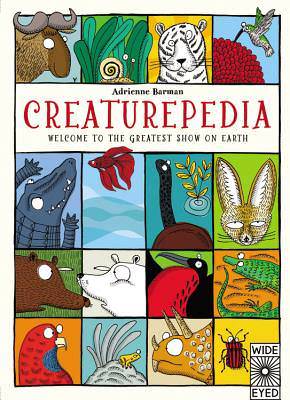 Adrienne Barman
CREATUREPEDIA
WELCOME TO THE GREATEST SHOW ON EARTH
WIDE
EYED